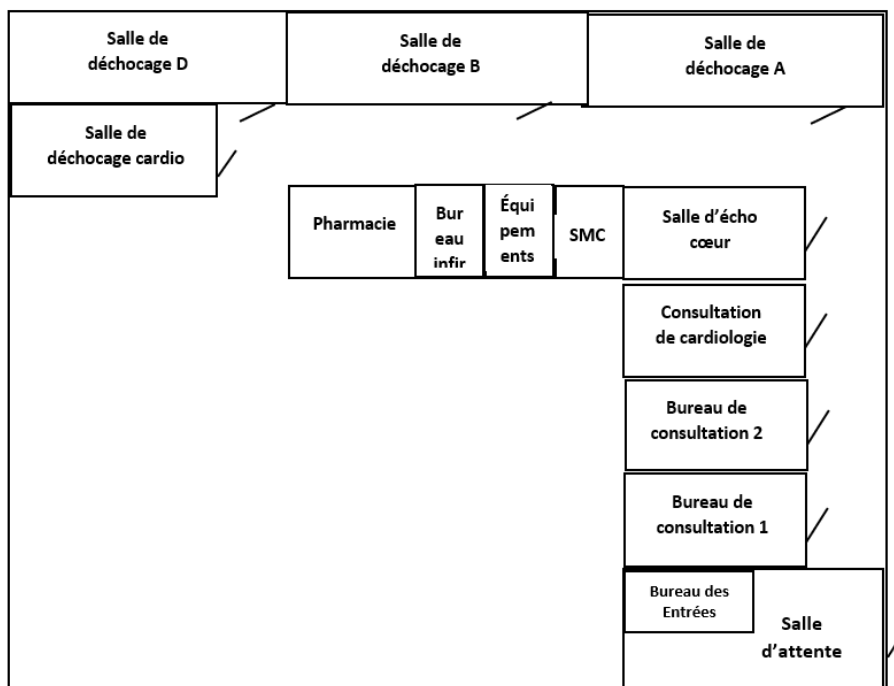 Salle de
déchocage D
Salle de
déchocage B
Salle de
déchocage A
Salle de
déchocage cardio
Pharmacie
Bur
eau
infir
Équi
pem
ents
SMC
Salle d’écho
cœur
Consultation
de cardiologie
Bureau de
consultation 2
Bureau de
consultation 1
Bureau des
Entrées
Salle
d’attente